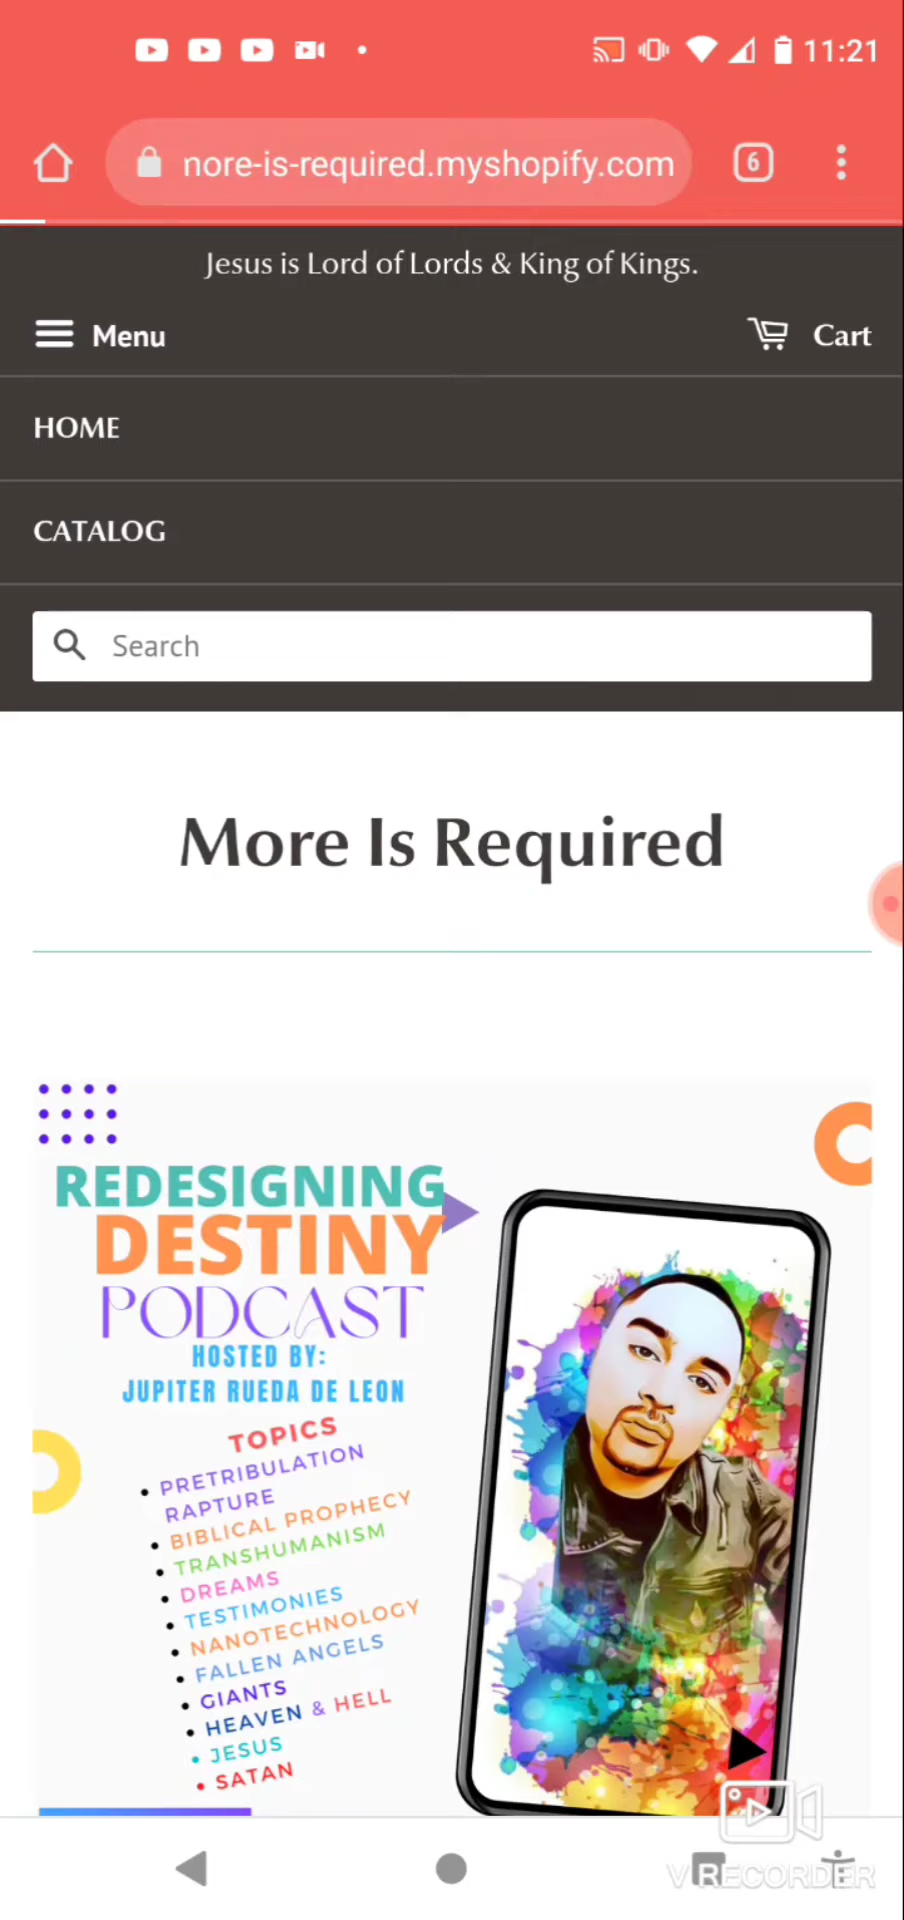 11:21
nore-is-required.myshopify.com
6
Jesus is Lord of Lords & King of Kings.
Menu
Cart
HOME
CATALOG
Search
More Is Required
REDESIGNING
DESTINY
PODCAST
HOSTED BY:
JUPITER RUEDA DE LEON
TOPICS
• PRETRIBULATION
RAPTURE
• BIBLICAL PROPHECY
• TRANSHUMANISM
• DREAMS
• TESTIMONIES
• NANOTECHNOLOGY
• FALLEN ANGELS
• GIANTS
• HEAVEN & HELL
• JESUS
• SATAN
VRECORDER